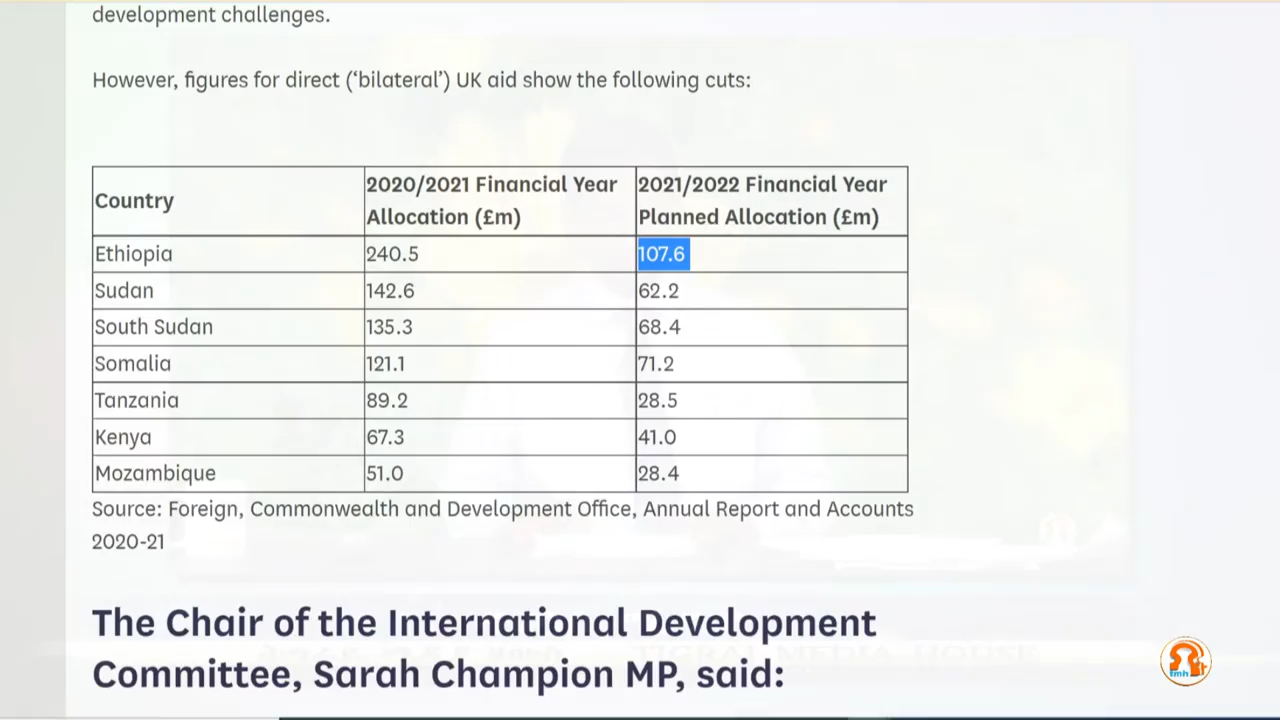 development challenges.
However, figures for direct (‘bilateral’) UK aid show the following cuts:
Country 2020/2021 Financial Year Allocation (£m) 2021/2022 Financial Year Planned Allocation (£m)
Ethiopia 240.5 107.6
Sudan 142.6 62.2
South Sudan 135.3 68.4
Somalia 121.1 71.2
Tanzania 89.2 28.5
Kenya 67.3 41.0
Mozambique 51.0 28.4
Source: Foreign, Commonwealth and Development Office, Annual Report and Accounts
2020-21
The Chair of the International Development
Committee, Sarah Champion MP, said:
TIGRAI MEDIA HOUSE
tmh